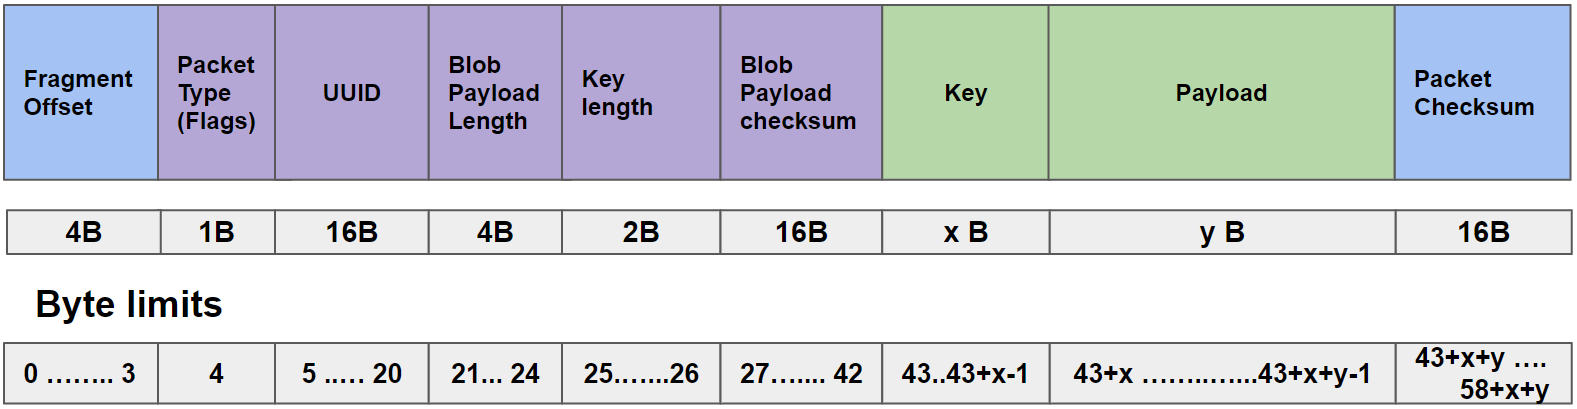 Fragment
Offset
Packet
Type
(Flags)
UUID
Blob
Payload
Length
Key
length
Blob
Payload
checksum
Key
Payload
Packet
Checksum
4B
1B
16B
4B
2B
16B
x B
y B
16B
Byte limits
0 …….. 3
4
5 ..… 20
21... 24
25…...26
27….... 42
43..43+x-1
43+x ……..…....43+x+y-1
43+x+y ….
58+x+y